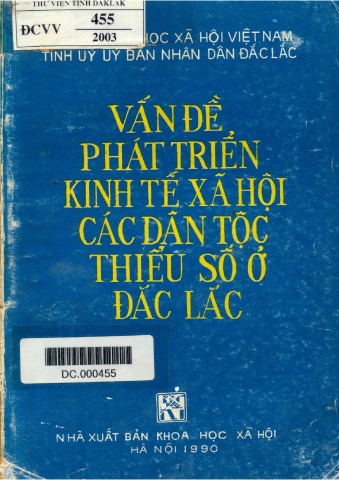 THƯ VIỆN TỈNH DAKLAK
ĐCVV
455
2003
HỌC XÃ HỘI VIỆT NAM
TỈNH UỶ UỶ BAN NHÂN DÂN ĐẮC LẮC
VẤN ĐỀ
PHÁT TRIỂN
KINH TẾ XÃ HỘI
CÁC DÂN TỘC
THIỂU SỐ Ở
ĐẮC LẮC
DC.000455
NHÀ XUẤT BẢN KHOA HỌC XÃ HỘI
HÀ NỘI 1990